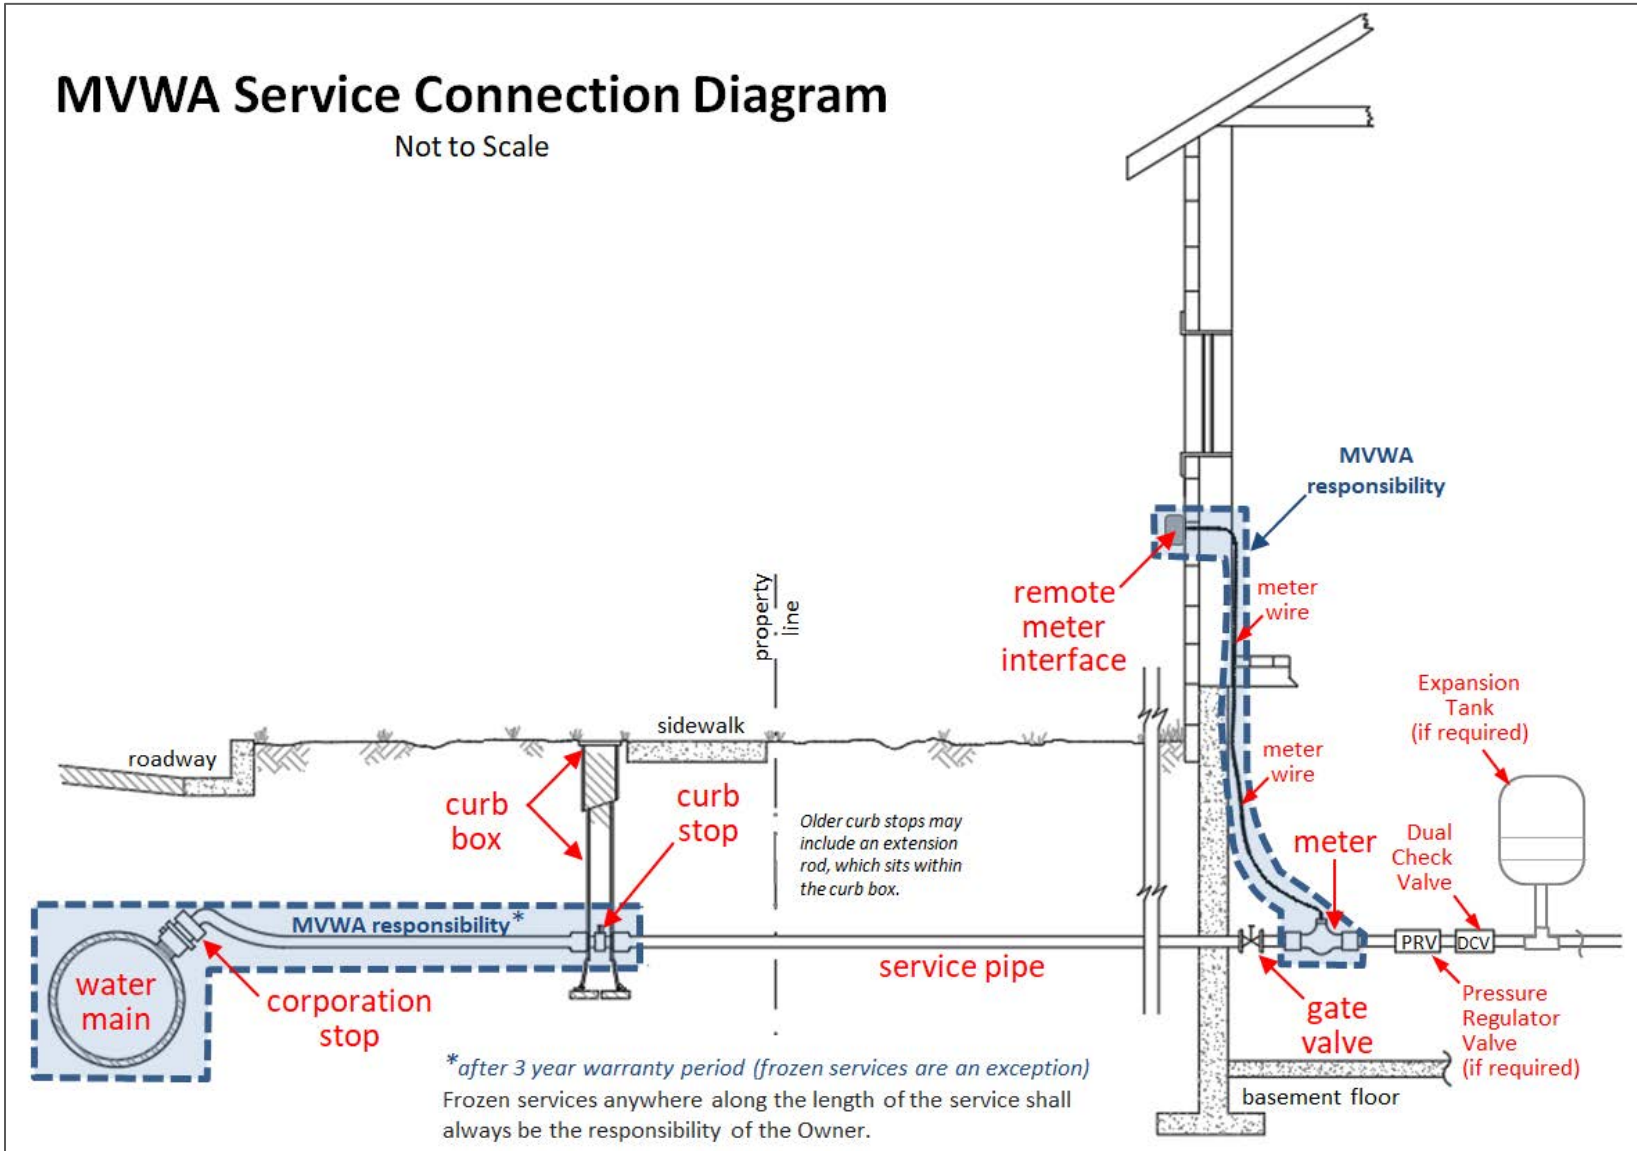 MVWA Service Connection Diagram
Not to Scale
MVWA
responsibility
remote
meter
interface
meter
wire
property
line
Expansion
Tank
(if required)
sidewalk
roadway
meter
wire
curb
box
curb
stop
Older curb stops may
include an extension
rod, which sits within
the curb box.
meter
Dual
Check
Valve
MVWA responsibility*
PRV
DCV
service pipe
water
main
corporation
stop
gate
valve
Pressure
Regulator
Valve
(if required)
basement floor
*after 3 year warranty period (frozen services are an exception)
Frozen services anywhere along the length of the service shall
always be the responsibility of the Owner.